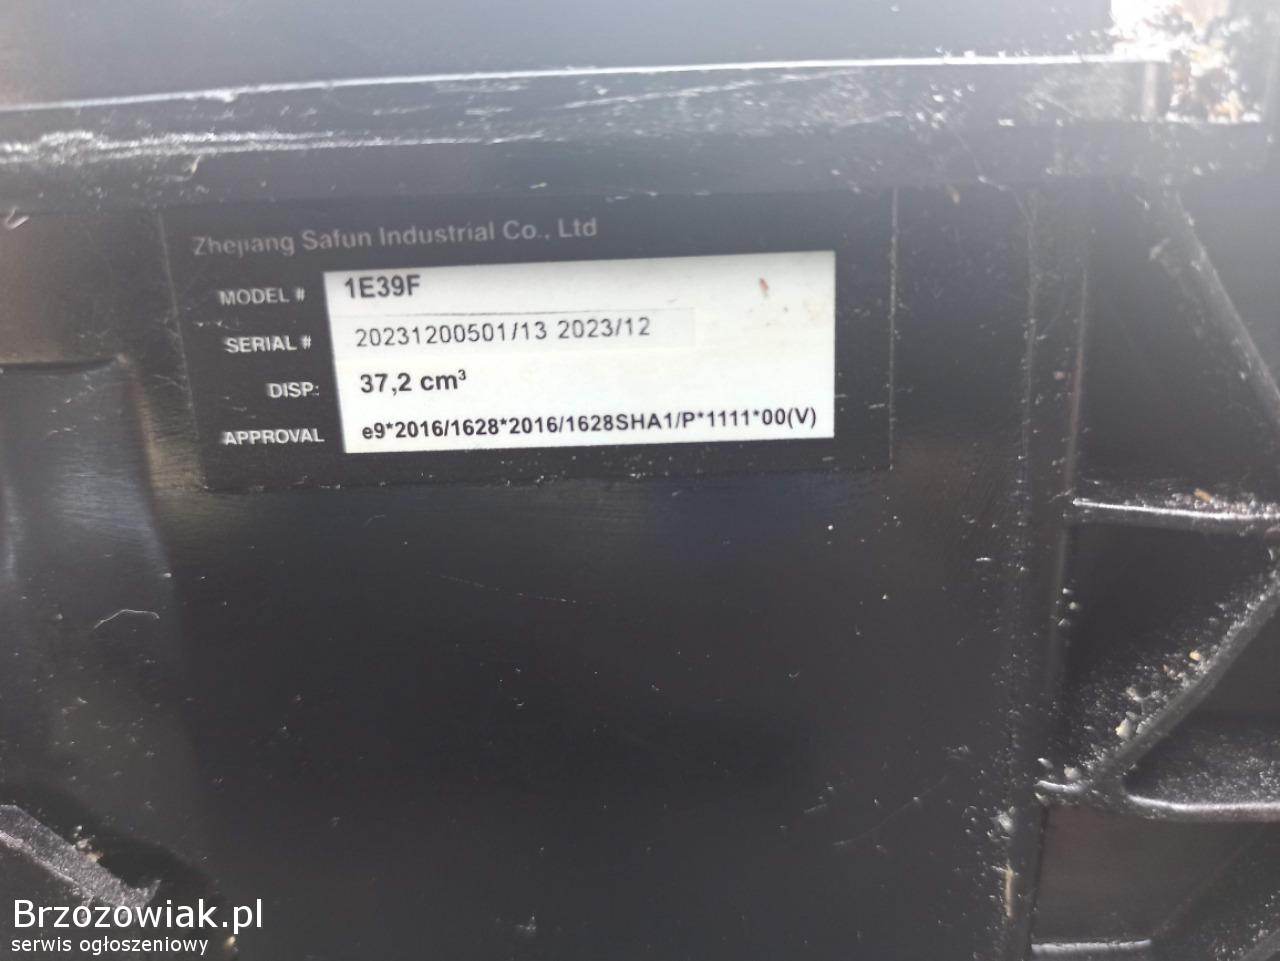 Zhejiang Safun Industrial Co., Ltd
MODEL # 1E39F
SERIAL # 20231200501/13 2023/12
DISP: 37,2 cm³
APPROVAL e9*2016/1628*2016/1628SHA1/P*1111*00(V)
Brzozowiak.pl
serwis ogłoszeniowy